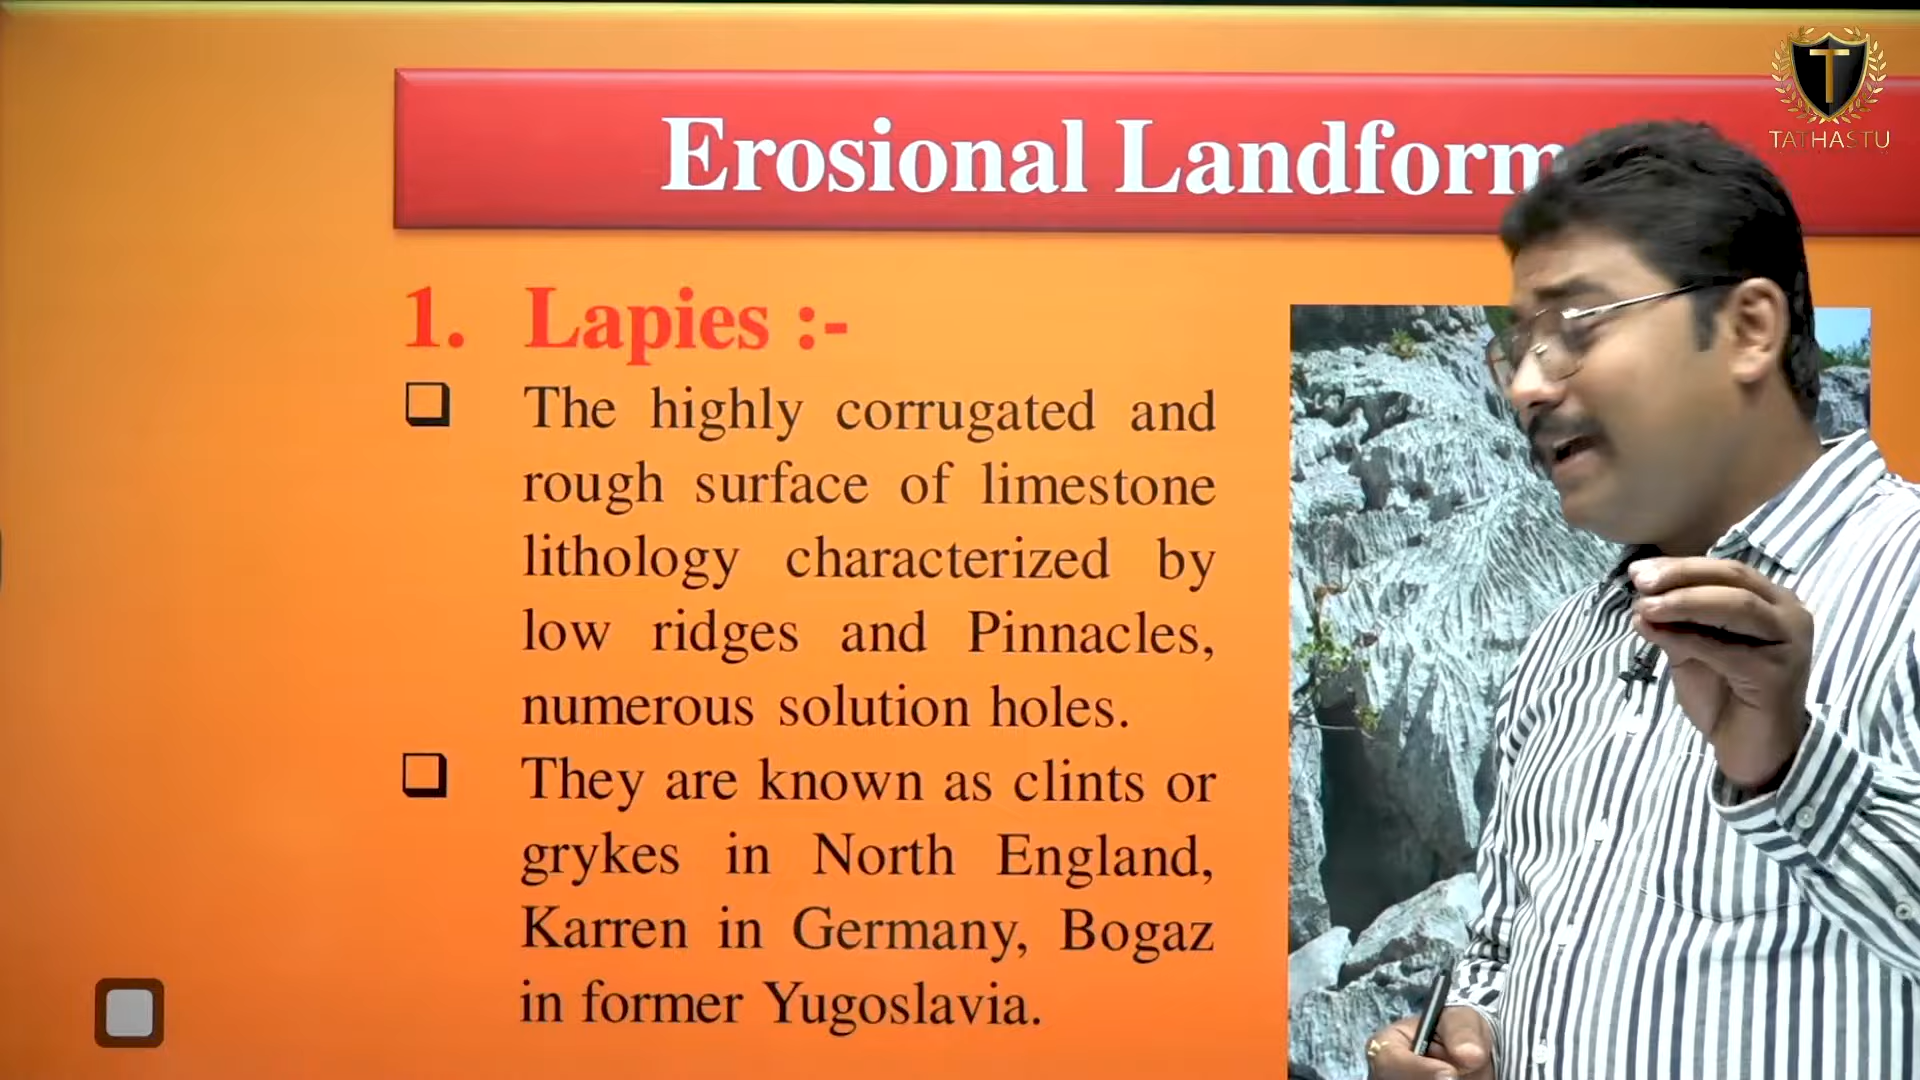 T
TATHASTU
Erosional Landform
1. Lapies :-
❑ The highly corrugated and
rough surface of limestone
lithology characterized by
low ridges and Pinnacles,
numerous solution holes.
❑ They are known as clints or
grykes in North England,
Karren in Germany, Bogaz
in former Yugoslavia.